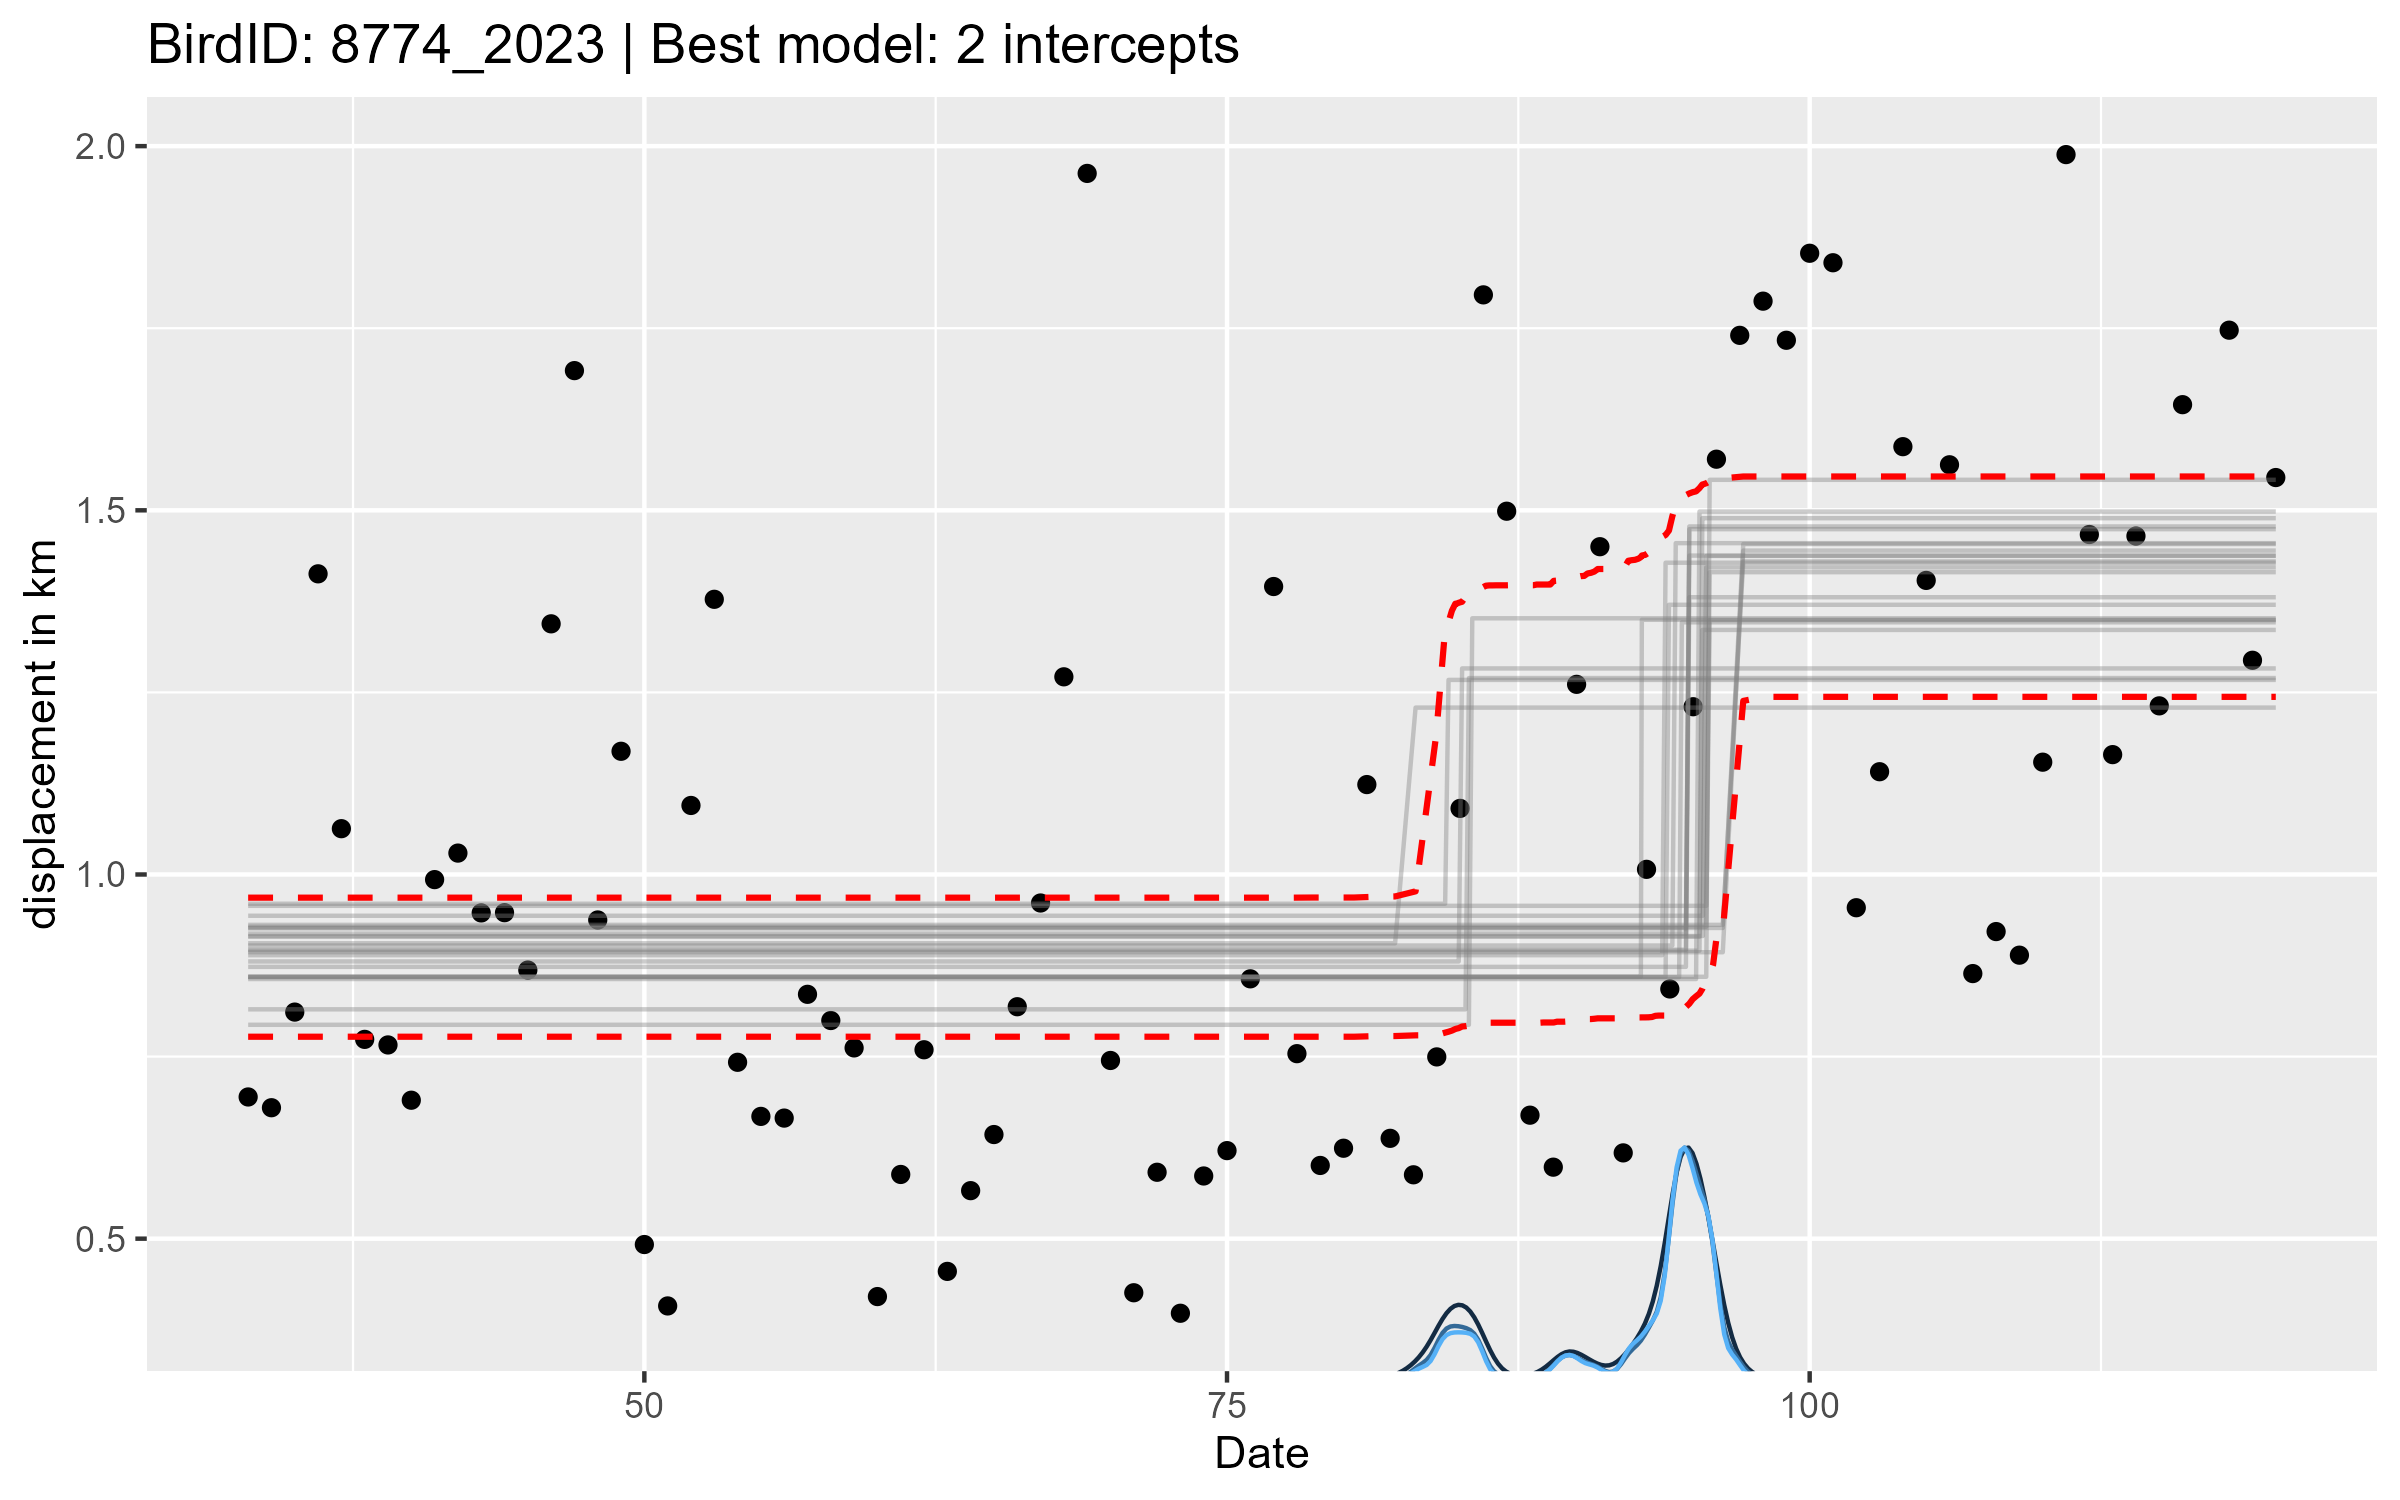 BirdID: 8774_2023 | Best model: 2 intercepts
displacement in km
2.0
1.5
1.0
0.5
50 75 100
Date